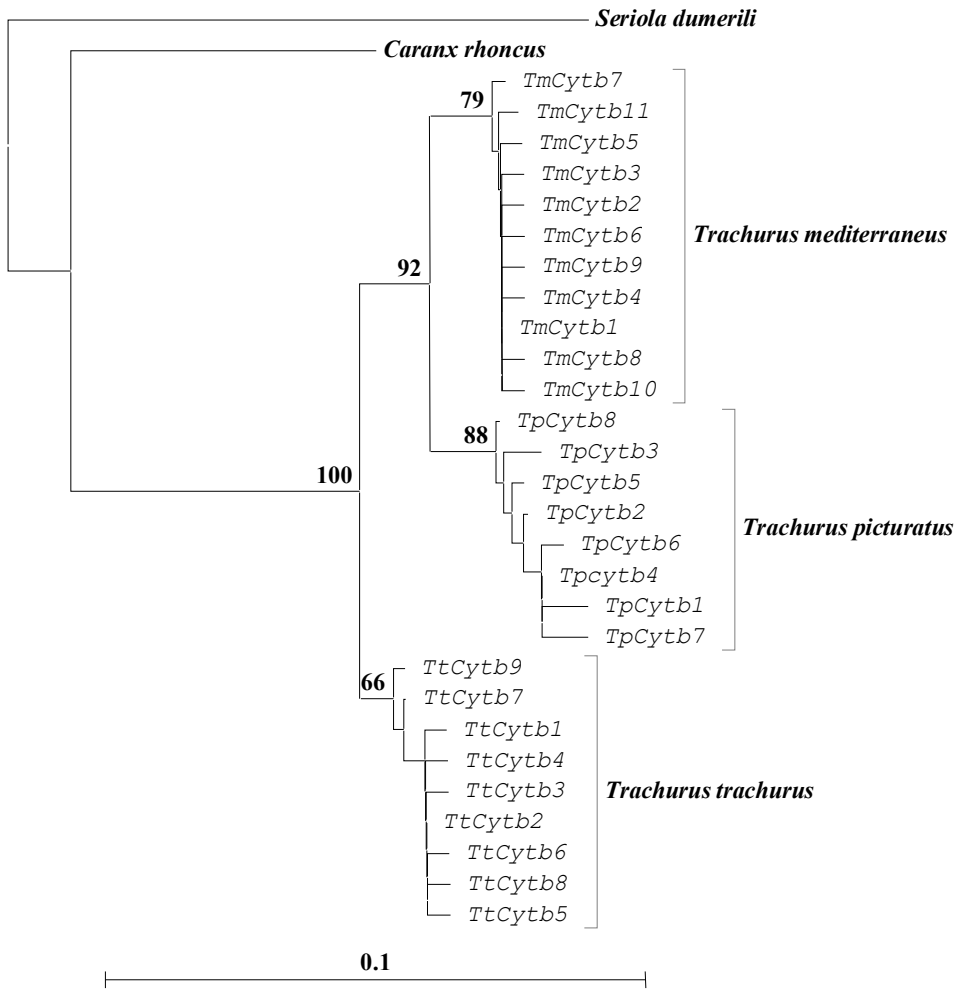 Seriola dumerili
Caranx rhoncus
TmCytb7
79
TmCytb11
TmCytb5
TmCytb3
TmCytb2
TmCytb6
Trachurus mediterraneus
TmCytb9
92
TmCytb4
TmCytb1
TmCytb8
TmCytb10
TpCytb8
88
TpCytb3
100
TpCytb5
TpCytb2
Trachurus picturatus
TpCytb6
Tpcytb4
TpCytb1
TpCytb7
TtCytb9
66
TtCytb7
TtCytb1
TtCytb4
TtCytb3
Trachurus trachurus
TtCytb2
TtCytb6
TtCytb8
TtCytb5
0.1